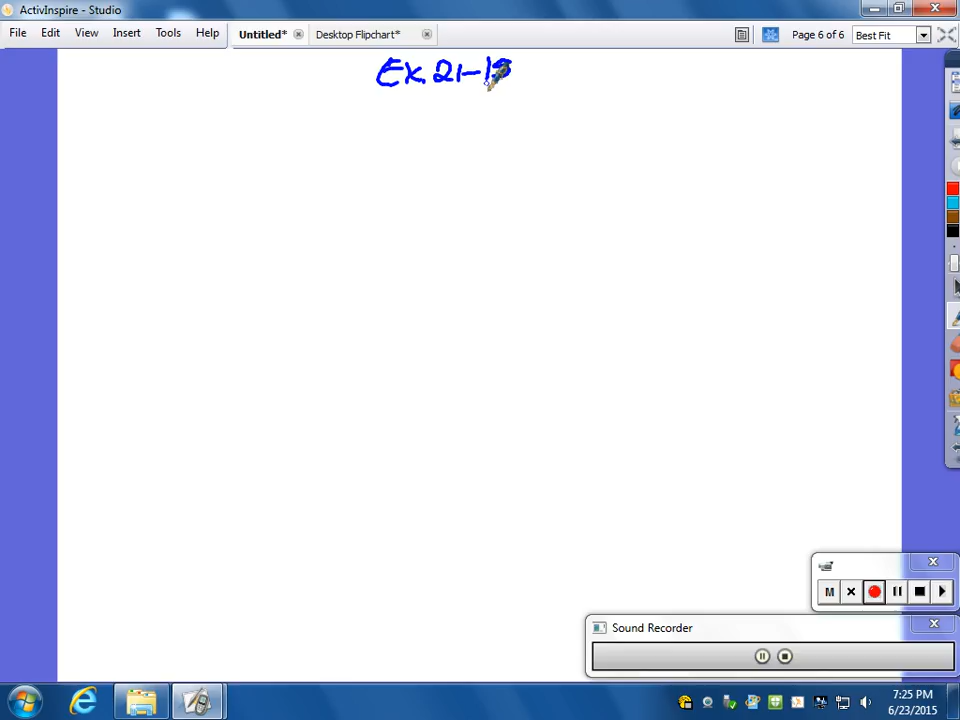 ActivInspire - Studio
File Edit View Insert Tools Help Untitled* Desktop Flipchart* Page 6 of 6 Best Fit
Ex. 21-15
M
Sound Recorder
7:25 PM
6/23/2015